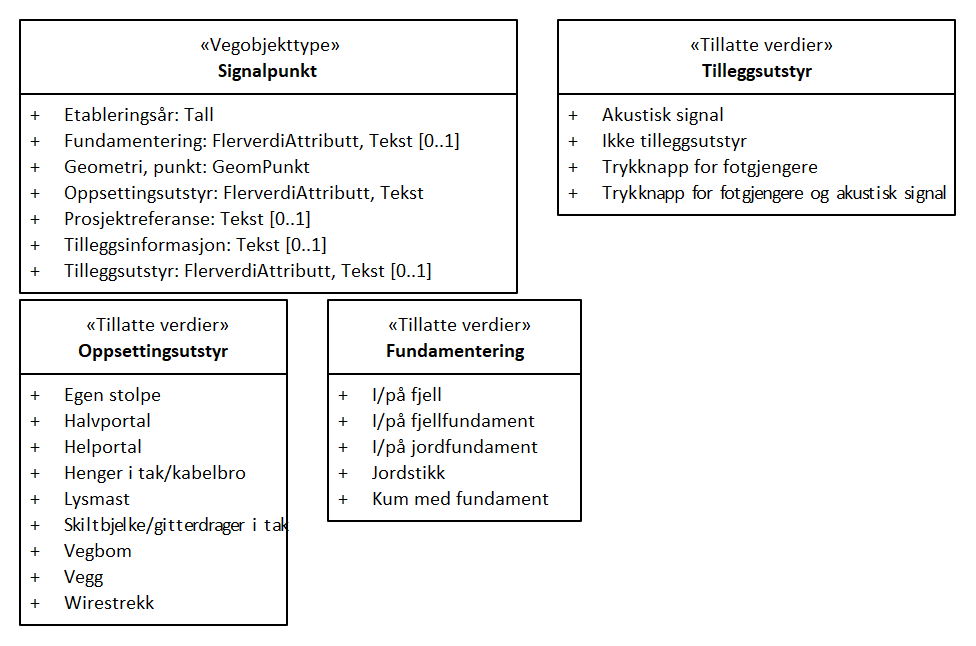 «Vegobjekttype»
Signalpunkt
+ Etableringsår: Tall
+ Fundamentering: FlerverdiAttributt, Tekst [0..1]
+ Geometri, punkt: GeomPunkt
+ Oppsettingsutstyr: FlerverdiAttributt, Tekst
+ Prosjektreferanse: Tekst [0..1]
+ Tilleggsinformasjon: Tekst [0..1]
+ Tilleggsutstyr: FlerverdiAttributt, Tekst [0..1]
«Tillatte verdier»
Tilleggsutstyr
+ Akustisk signal
+ Ikke tilleggsutstyr
+ Trykknapp for fotgjengere
+ Trykknapp for fotgjengere og akustisk signal
«Tillatte verdier»
Oppsettingsutstyr
+ Egen stolpe
+ Halvportal
+ Helportal
+ Henger i tak/kabelbro
+ Lysmast
+ Skiltbjelke/gitterdrager i tak
+ Vegbom
+ Vegg
+ Wirestrekk
«Tillatte verdier»
Fundamentering
+ I/på fjell
+ I/på fjellfundament
+ I/på jordfundament
+ Jordstikk
+ Kum med fundament